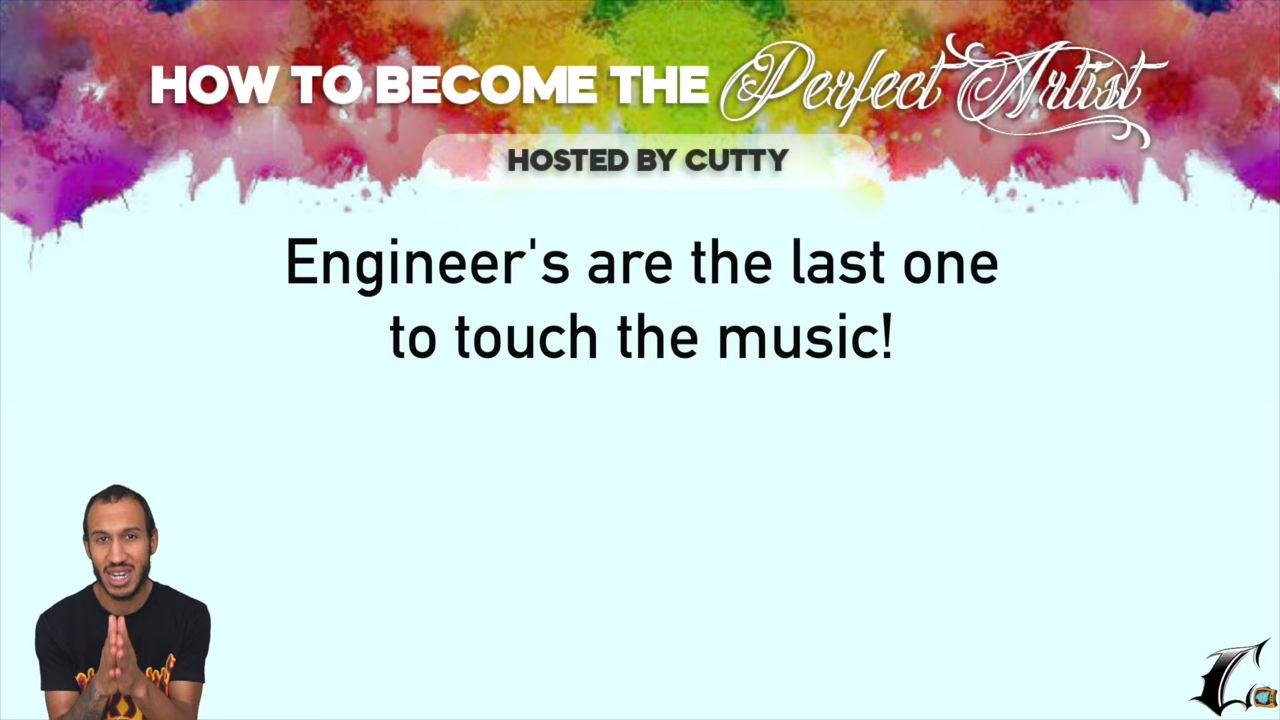 HOW TO BECOME THE Perfect Artist
HOSTED BY CUTTY
Engineer's are the last one
to touch the music!